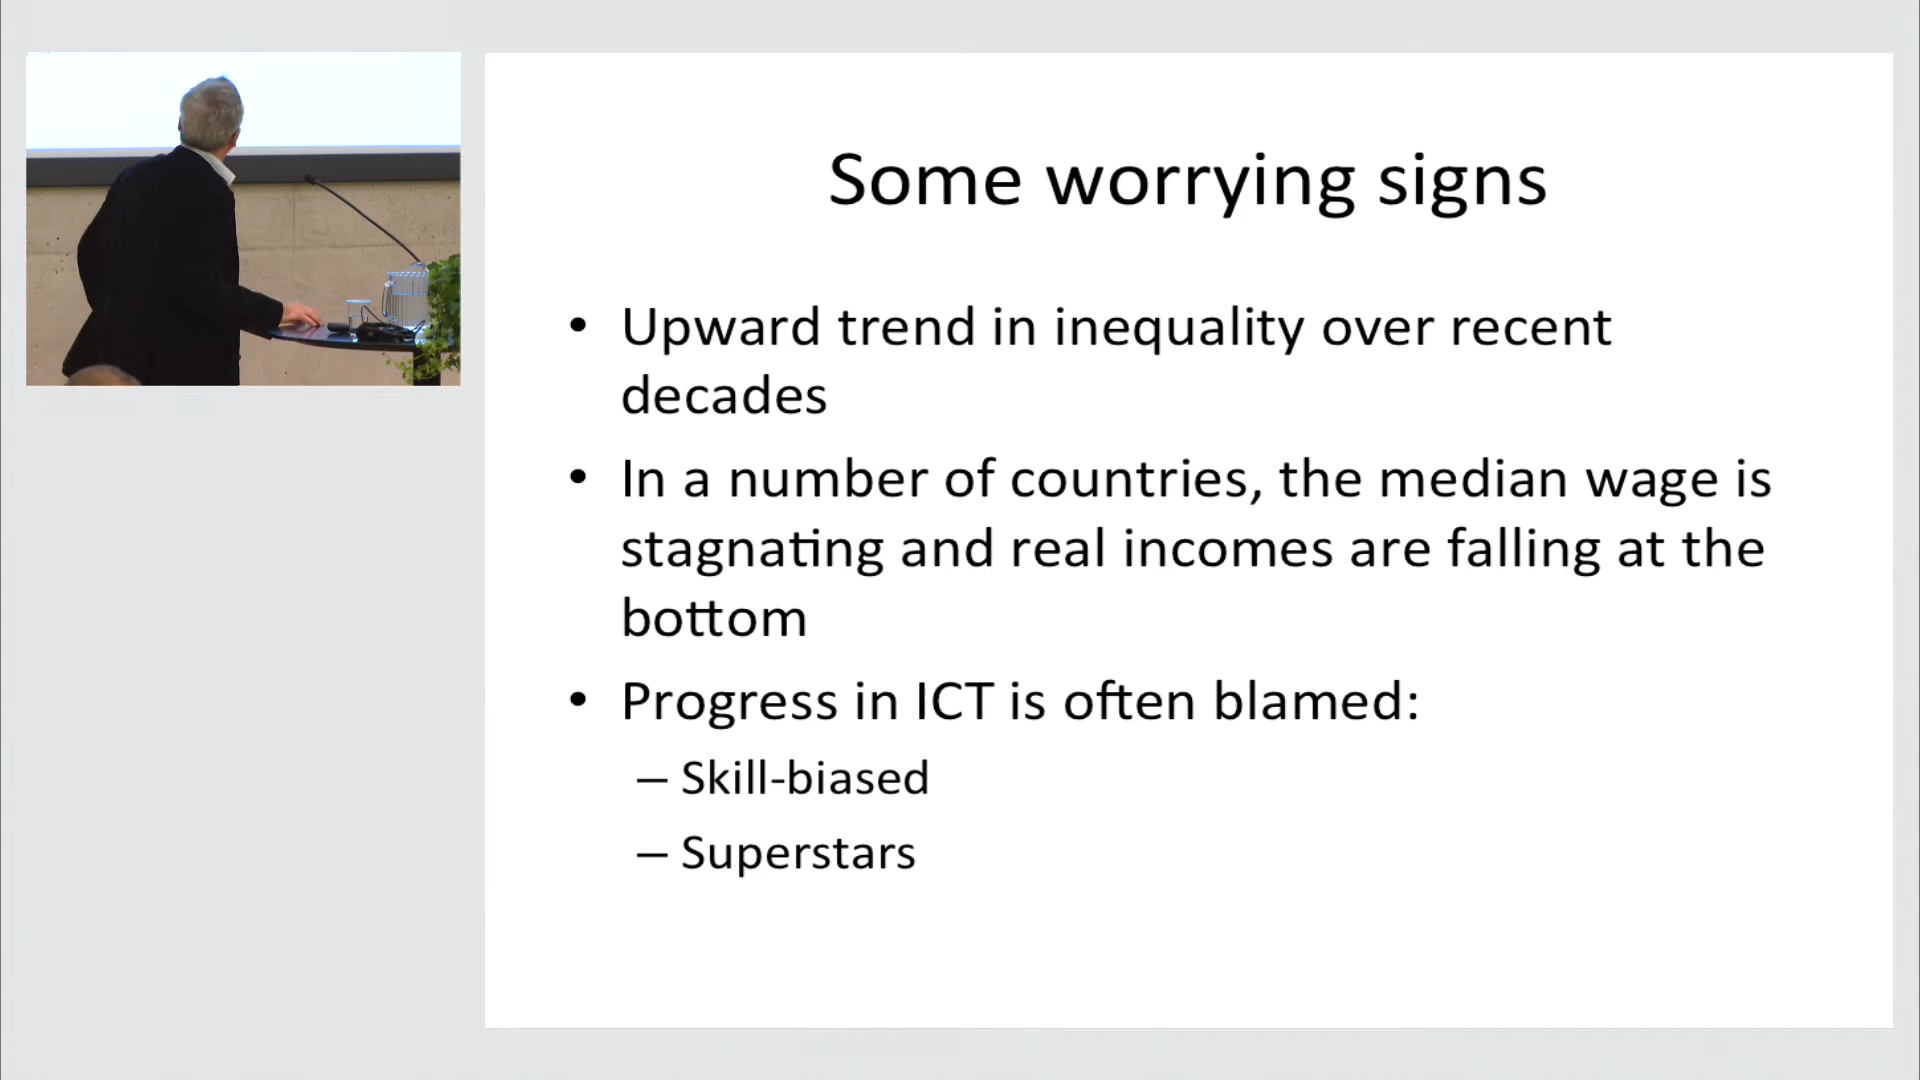 Some worrying signs
• Upward trend in inequality over recent
decades
• In a number of countries, the median wage is
stagnating and real incomes are falling at the
bottom
• Progress in ICT is often blamed:
– Skill-biased
– Superstars